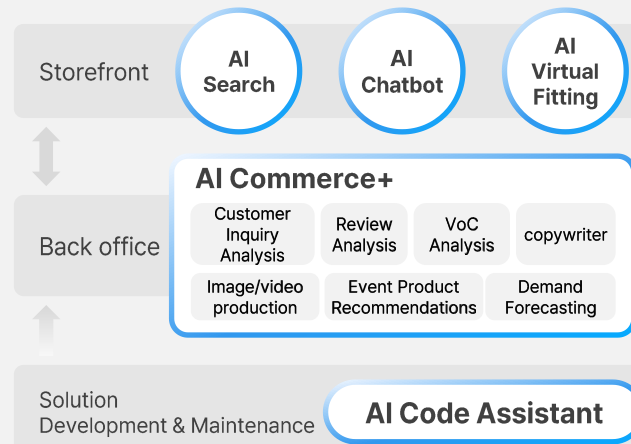 Storefront
AI
Search
AI
Chatbot
AI
Virtual
Fitting
AI Commerce+
Back office
Customer
Inquiry
Analysis
Review
Analysis
VoC
Analysis
copywriter
Image/video
production
Event Product
Recommendations
Demand
Forecasting
Solution
Development & Maintenance
AI Code Assistant